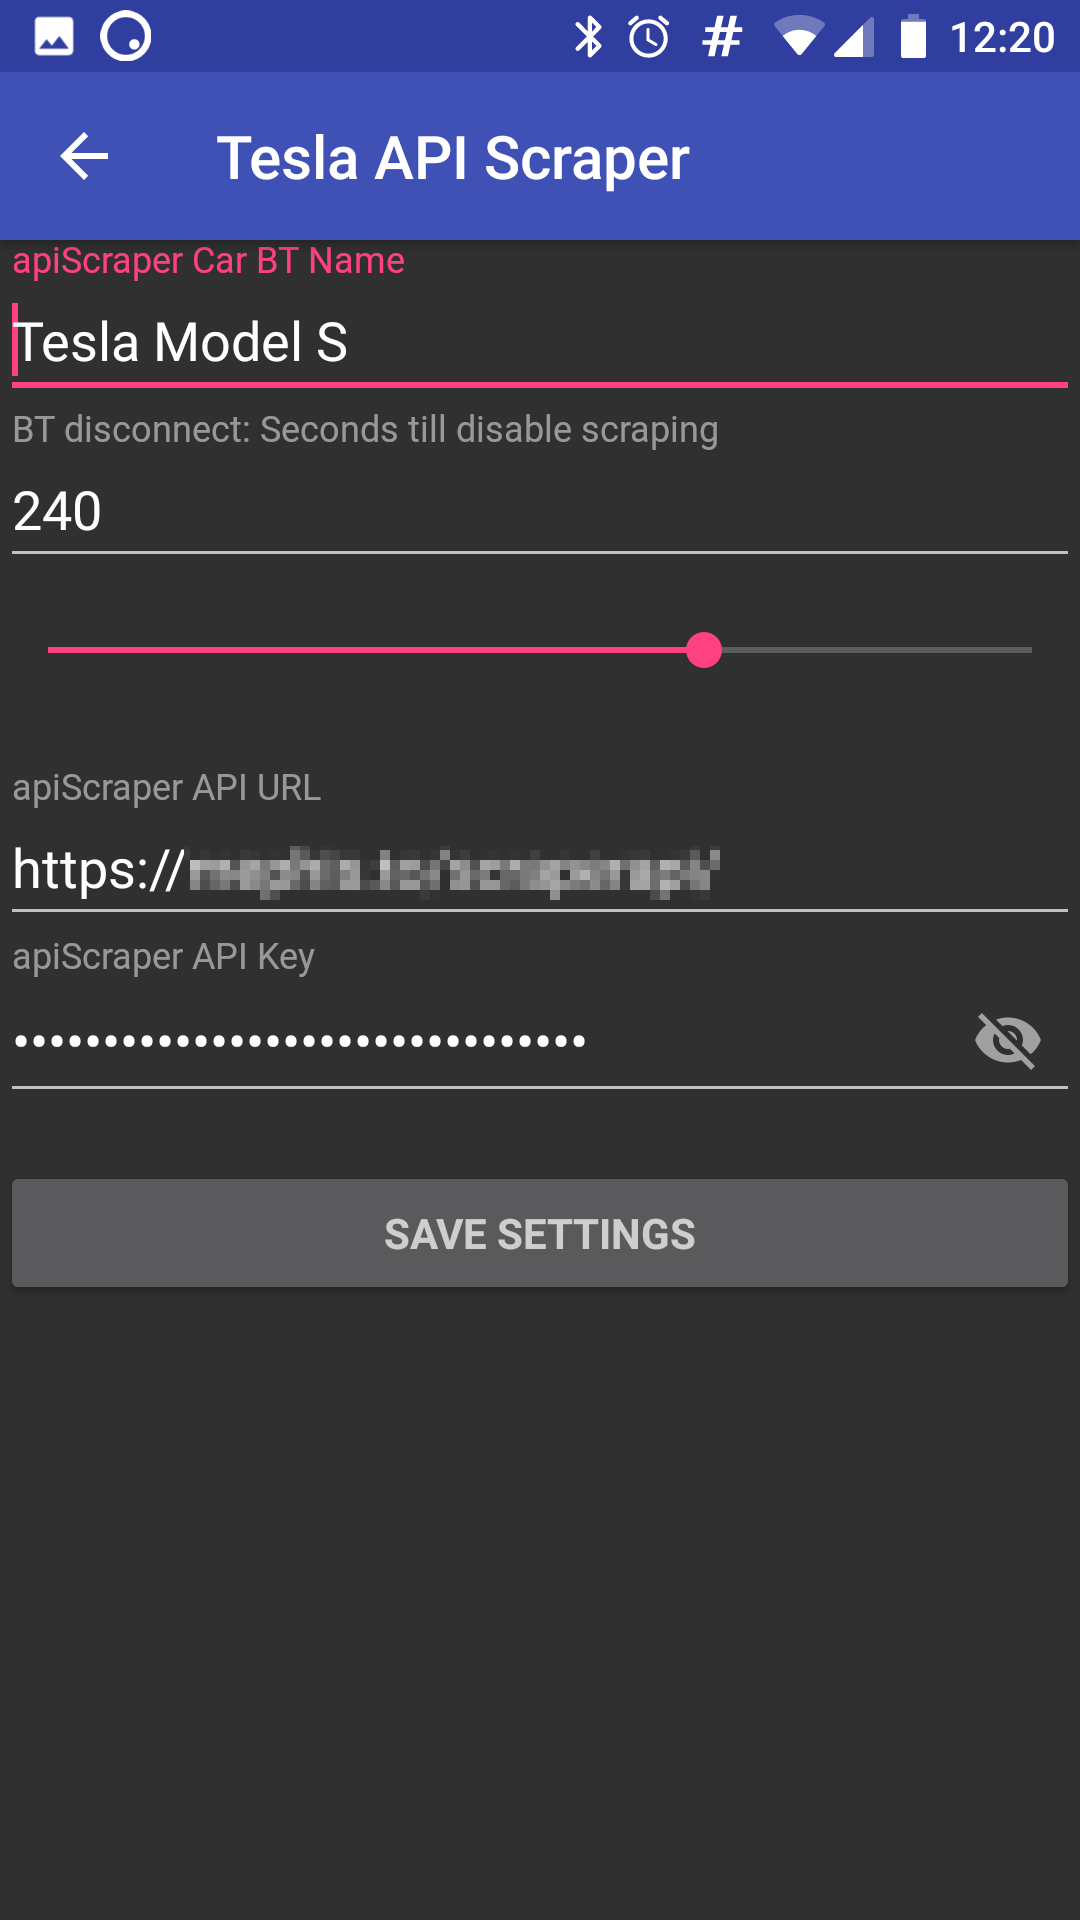 12:20
Tesla API Scraper
apiScraper Car BT Name
Tesla Model S
BT disconnect: Seconds till disable scraping
240
apiScraper API URL
https://
apiScraper API Key
••••••••••••••••••••••••••••••••
SAVE SETTINGS